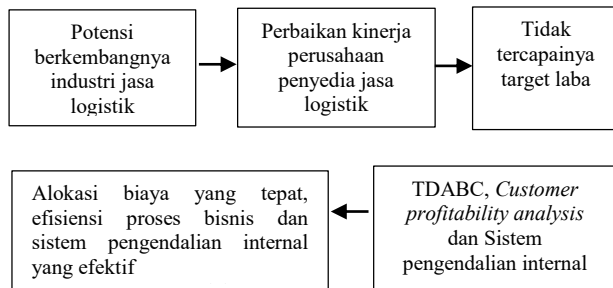 Potensi
berkembangnya
industri jasa
logistik
Perbaikan kinerja
perusahaan
penyedia jasa
logistik
Tidak
tercapainya
target laba
TDABC, Customer
profitability analysis
dan Sistem
pengendalian internal
Alokasi biaya yang tepat,
efisiensi proses bisnis dan
sistem pengendalian internal
yang efektif